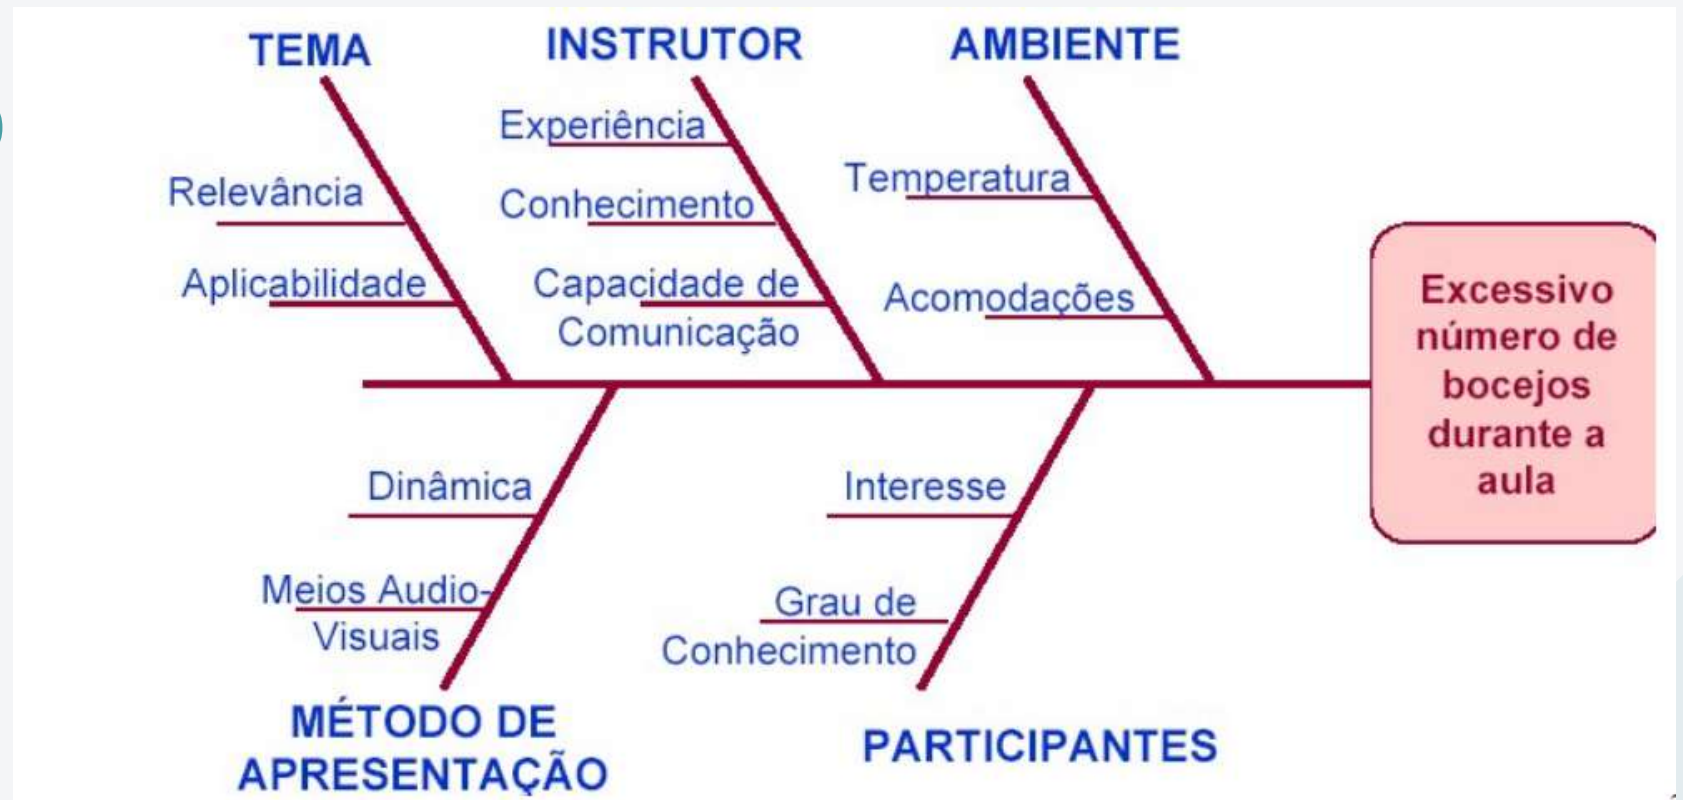 TEMA
INSTRUTOR
AMBIENTE
Experiência
Relevância
Conhecimento
Temperatura
Aplicabilidade
Capacidade de
Comunicação
Acomodações
Excessivo
número de
bocejos
durante a
aula
Dinâmica
Interesse
Meios Audio-
Visuais
Grau de
Conhecimento
MÉTODO DE
APRESENTAÇÃO
PARTICIPANTES